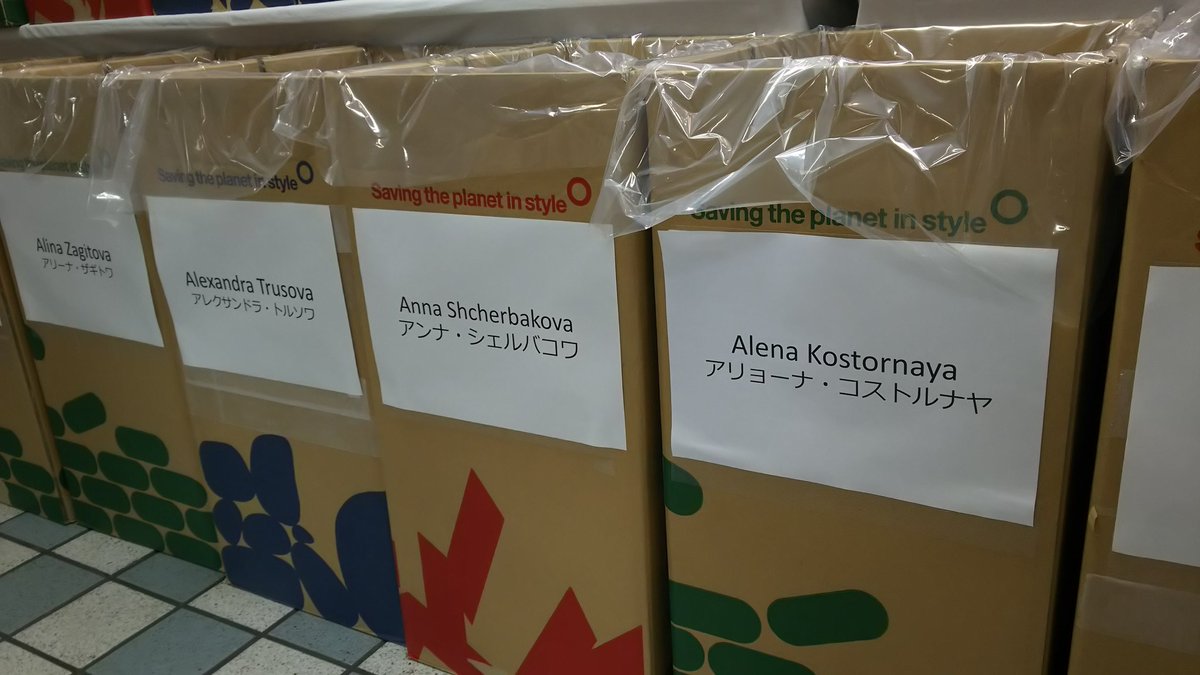 Alina Zagitova
アリーナ・ザギトワ
Saving the planet in style
Alexandra Trusova
アレクサンドラ・トルソワ
Saving the planet in style
Anna Shcherbakova
アンナ・シェルバコワ
Saving the planet in style
Alena Kostornaya
アリョーナ・コストルナヤ